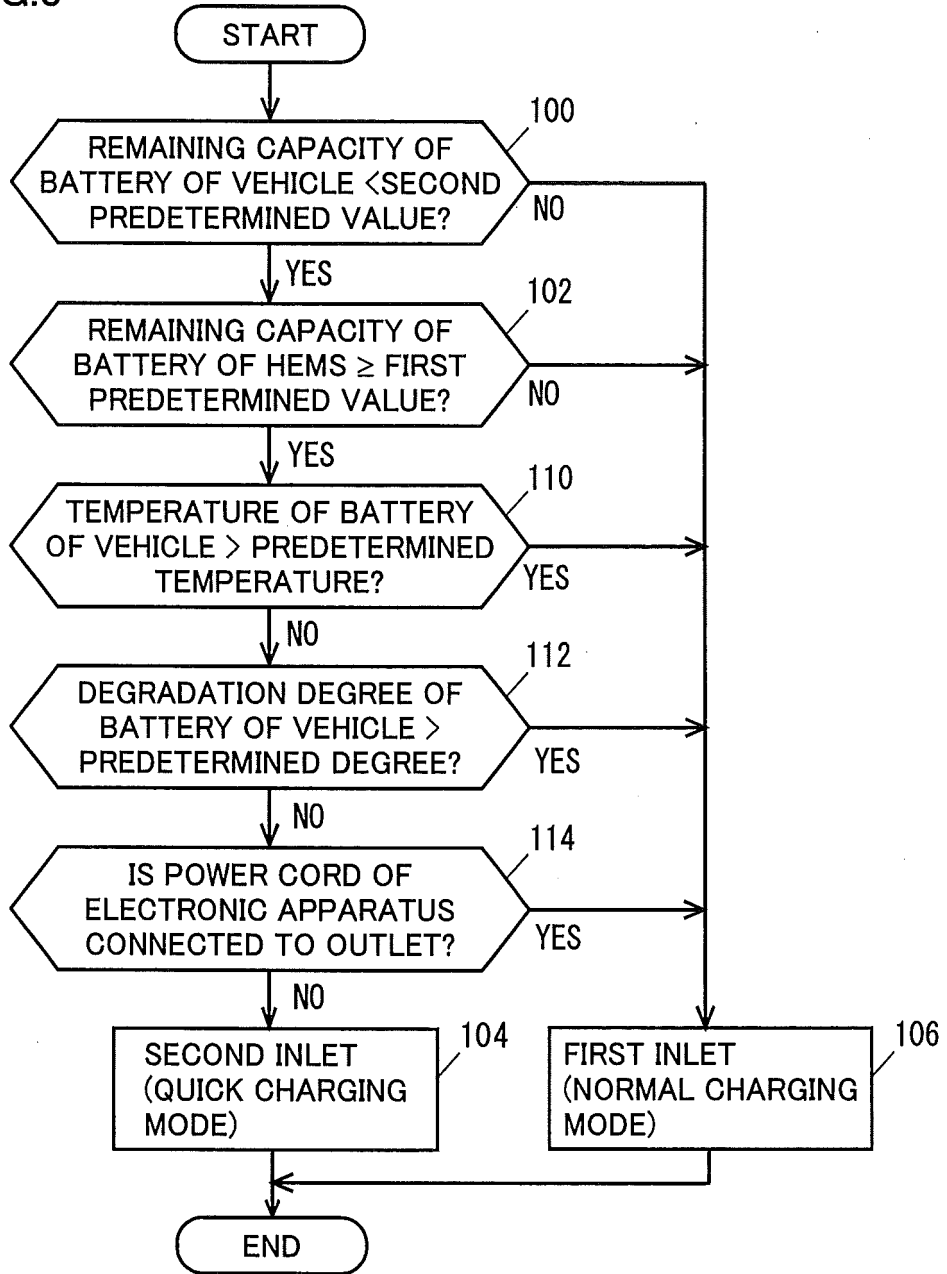 START
100
REMAINING CAPACITY OF
BATTERY OF VEHICLE <SECOND
PREDETERMINED VALUE?
NO
YES
102
REMAINING CAPACITY OF
BATTERY OF HEMS ≥ FIRST
PREDETERMINED VALUE?
NO
YES
110
TEMPERATURE OF BATTERY
OF VEHICLE > PREDETERMINED
TEMPERATURE?
YES
NO
112
DEGRADATION DEGREE OF
BATTERY OF VEHICLE >
PREDETERMINED DEGREE?
YES
NO
114
IS POWER CORD OF
ELECTRONIC APPARATUS
CONNECTED TO OUTLET?
YES
NO
104
SECOND INLET
(QUICK CHARGING
MODE)
106
FIRST INLET
(NORMAL CHARGING
MODE)
END